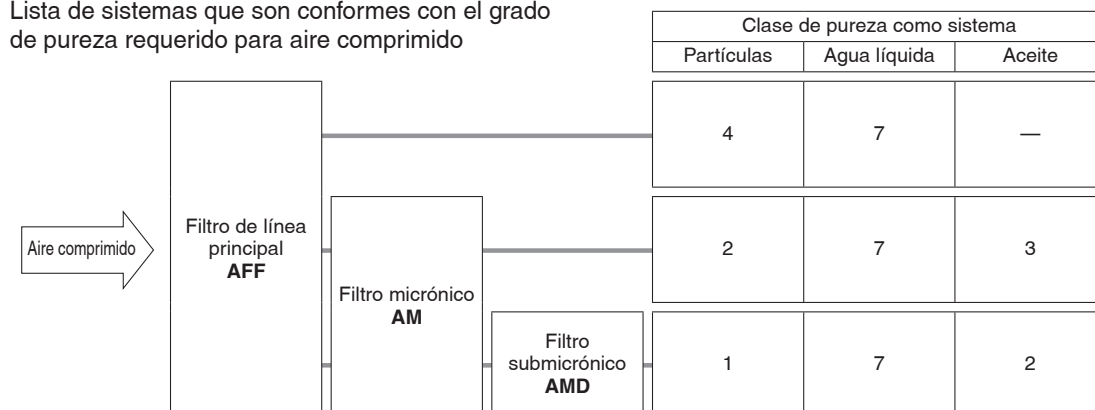 Lista de sistemas que son conformes con el grado
de pureza requerido para aire comprimido
Clase de pureza como sistema
Partículas
Agua líquida
Aceite
4
7
—
Aire comprimido
Filtro de línea
principal
AFF
2
7
3
Filtro micrónico
AM
Filtro
submicrónico
AMD
1
7
2